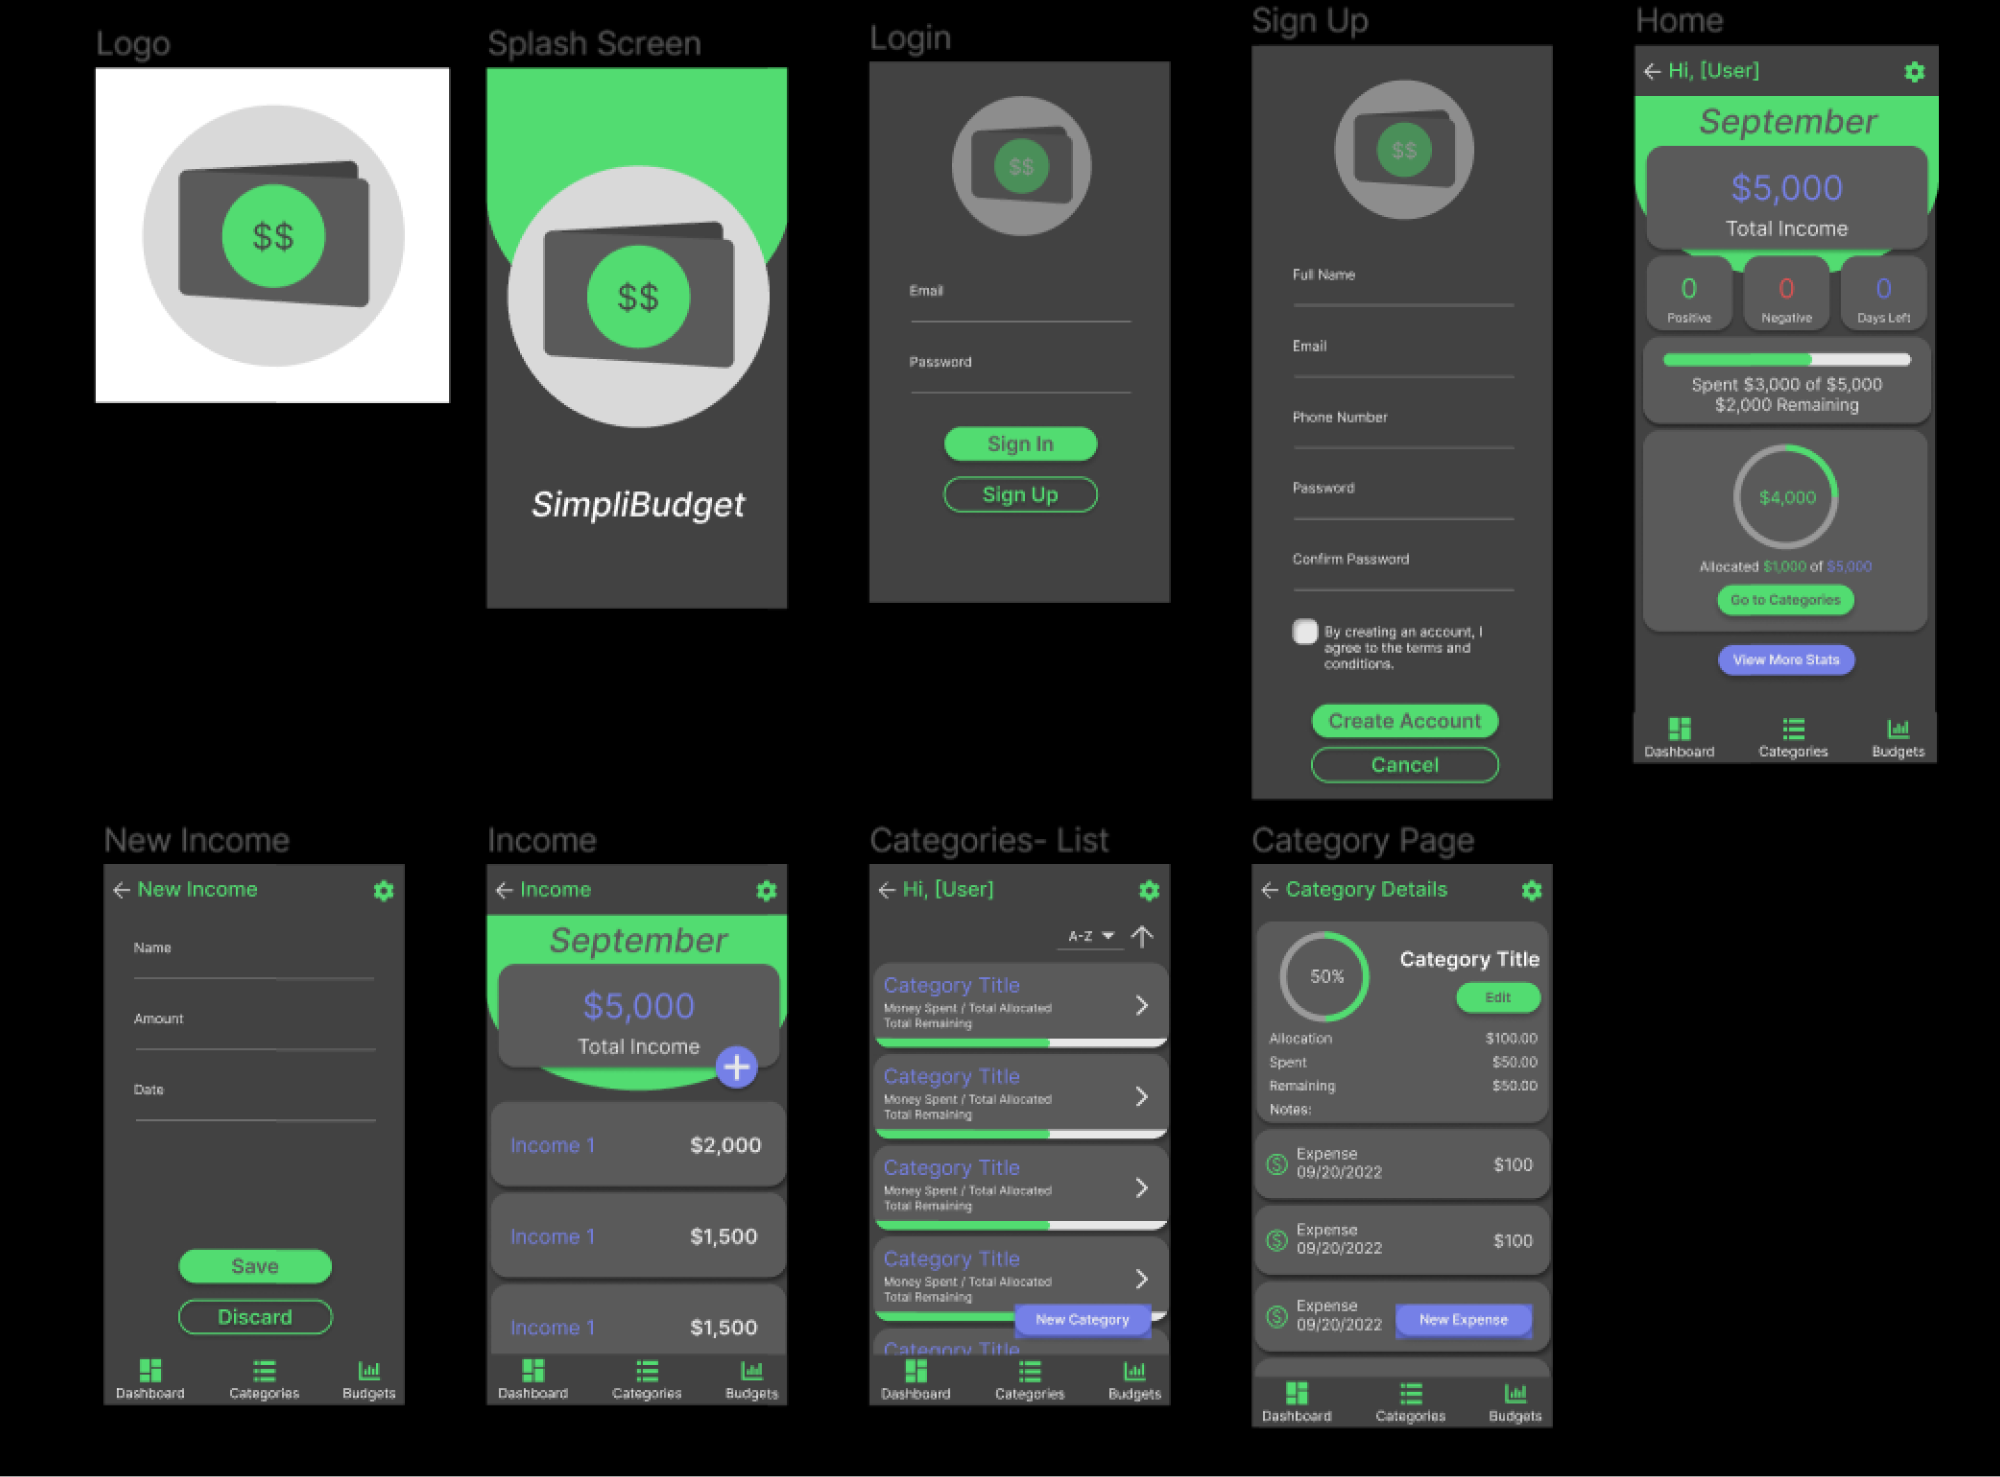 Logo
$$
Splash Screen
$$
SimpliBudget
Login
$$
Email
Password
Sign In
Sign Up
Sign Up
$$
Full Name
Email
Phone Number
Password
Confirm Password
By creating an account, I
agree to the terms and
conditions.
Create Account
Cancel
Home
Hi, [User]
September
$5,000
Total Income
0 0 0
Positive Negative Days Left
Spent $3,000 of $5,000
$2,000 Remaining
$4,000
Allocated $1,000 of $5,000
Go to Categories
View More Stats
Dashboard Categories Budgets
New Income
New Income
Name
Amount
Date
Save
Discard
Dashboard Categories Budgets
Income
Income
September
$5,000
Total Income
+
Income 1 $2,000
Income 1 $1,500
Income 1 $1,500
Dashboard Categories Budgets
Categories- List
Hi, [User]
A-Z
Category Title
Money Spent / Total Allocated
Total Remaining
Category Title
Money Spent / Total Allocated
Total Remaining
Category Title
Money Spent / Total Allocated
Total Remaining
Category Title
Money Spent / Total Allocated
Total Remaining
New Category
Category Title
Dashboard Categories Budgets
Category Page
Category Details
50%
Category Title
Edit
Allocation $100.00
Spent $50.00
Remaining $50.00
Notes:
Expense
09/20/2022 $100
Expense
09/20/2022 $100
Expense
09/20/2022
New Expense
Dashboard Categories Budgets